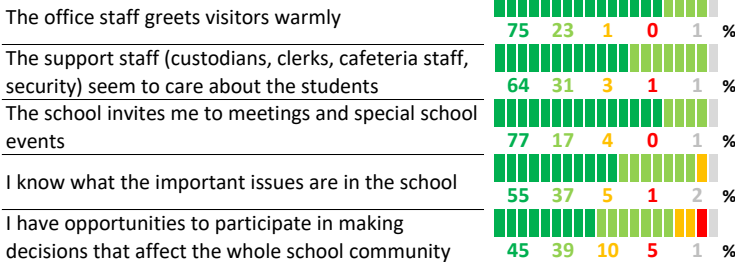 The office staff greets visitors warmly
75 23 1 0 1 %
The support staff (custodians, clerks, cafeteria staff,
security) seem to care about the students
64 31 3 1 1 %
The school invites me to meetings and special school
events
77 17 4 0 1 %
I know what the important issues are in the school
55 37 5 1 2 %
I have opportunities to participate in making
decisions that affect the whole school community
45 39 10 5 1 %